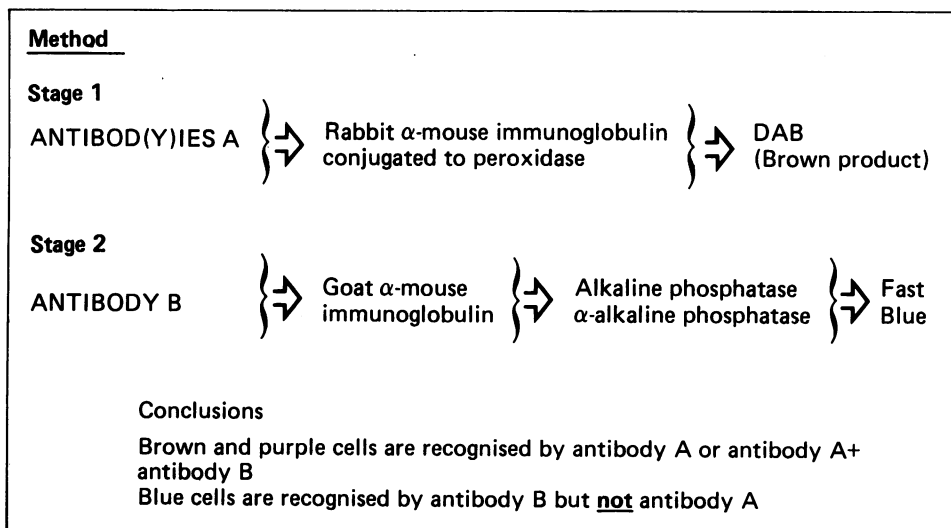 Method
Stage 1
ANTIBOD(Y)IES A
Rabbit α-mouse immunoglobulin
conjugated to peroxidase
DAB
(Brown product)
Stage 2
ANTIBODY B
Goat α-mouse
immunoglobulin
Alkaline phosphatase
α-alkaline phosphatase
Fast
Blue
Conclusions
Brown and purple cells are recognised by antibody A or antibody A+
antibody B
Blue cells are recognised by antibody B but not antibody A